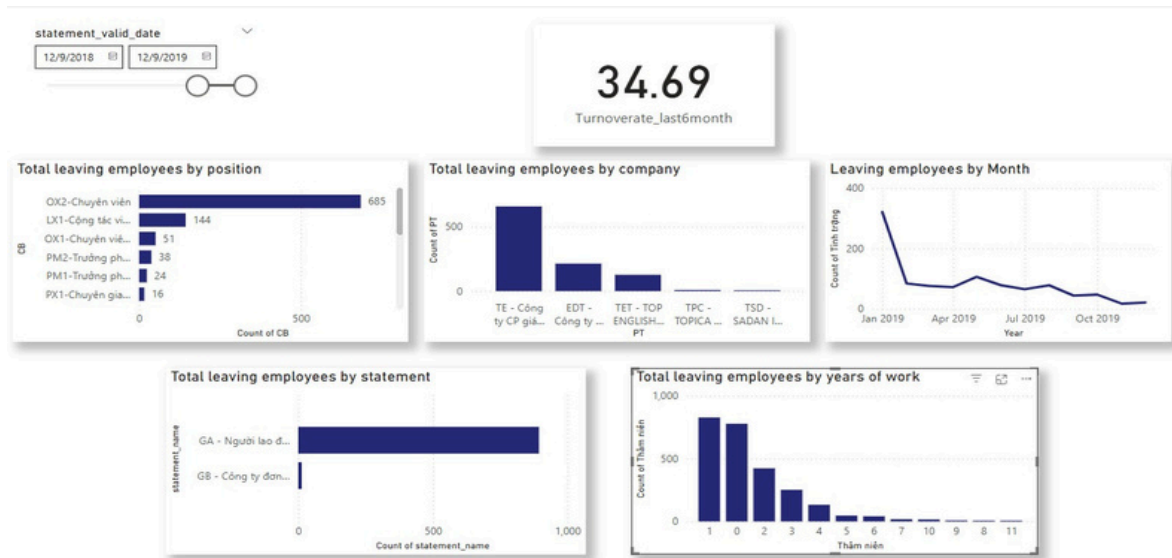 statement_valid_date
12/9/2018 12/9/2019
34.69
Turnoverate_last6month
Total leaving employees by position
CB
OX2-Chuyên viên 685
LX1-Cộng tác vi... 144
OX1-Chuyên viê... 51
PM2-Trưởng ph... 38
PM1-Trưởng ph... 24
PX1-Chuyên gia... 16
0 500
Count of CB
Total leaving employees by company
Count of PT
500
0
TE - Công ty CP giá...
EDT - Công ty ...
TET - TOP ENGLISH...
TPC - TOPICA ...
TSD - SADAN I...
PT
Leaving employees by Month
Count of Tình trạng
400
200
0
Jan 2019 Apr 2019 Jul 2019 Oct 2019
Year
Total leaving employees by statement
statement_name
GA - Người lao đ...
GB - Công ty đơn...
0 500 1,000
Count of statement_name
Total leaving employees by years of work
Count of Thâm niên
1,000
500
0
1 0 2 3 4 5 6 7 10 9 8 11
Thâm niên